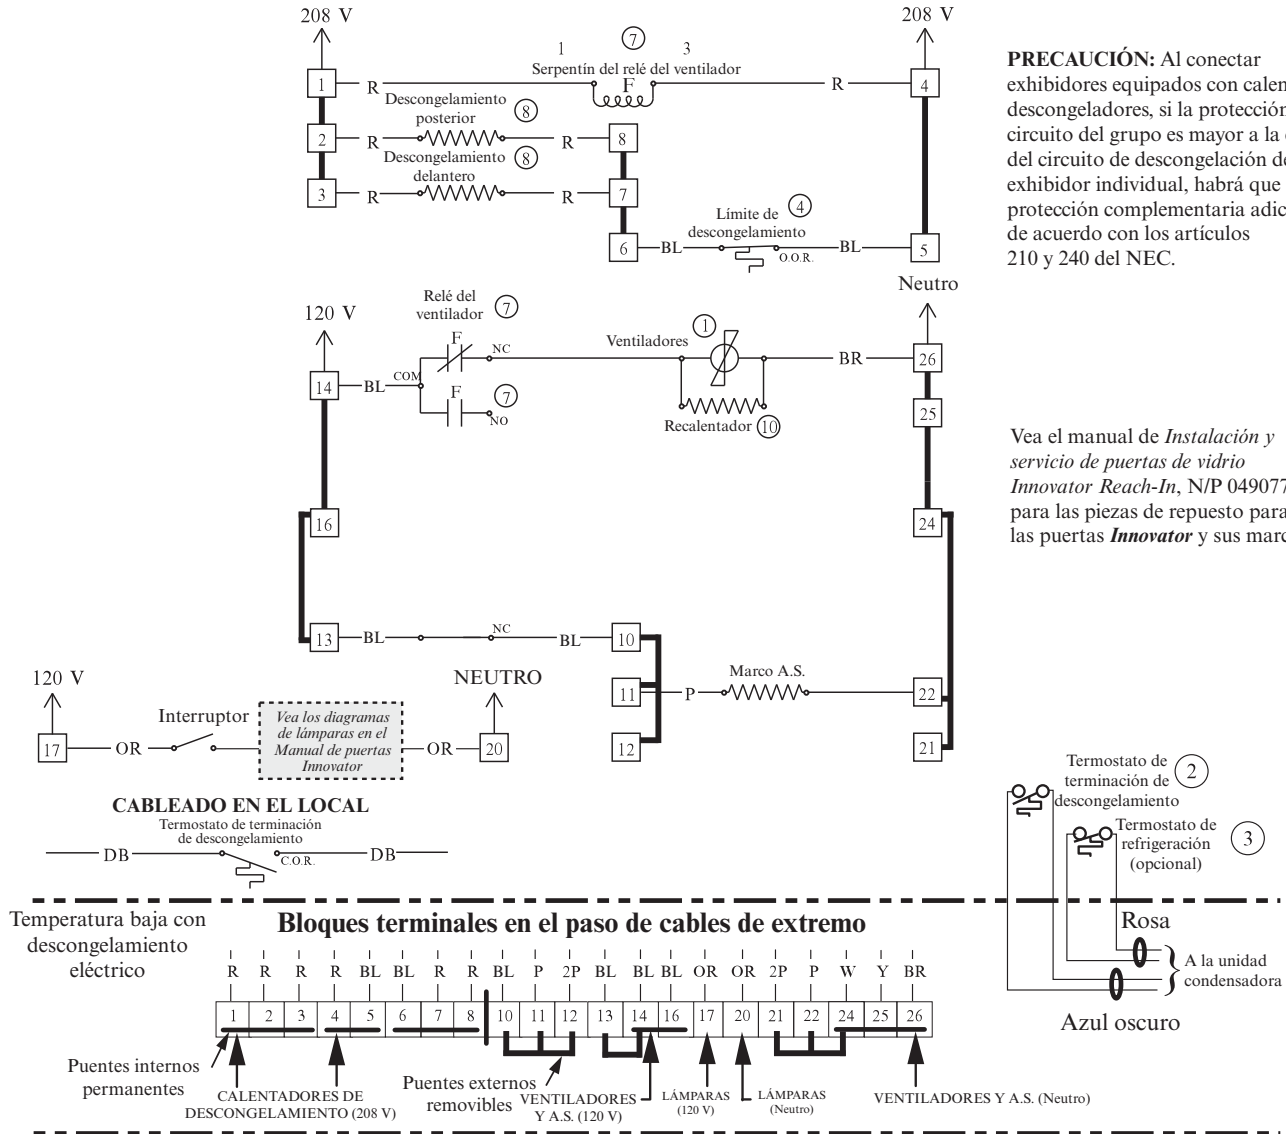 208 V
208 V
1
7
3
Serpentín del relé del ventilador
F
1
R
R
4
Descongelamiento
posterior
8
2
R
R
8
Descongelamiento
delantero
8
3
R
R
7
Límite de
descongelamiento
4
6
BL
O.O.R.
BL
5
PRECAUCIÓN: Al conectar
exhibidores equipados con
descongeladores, si la protección
circuito del grupo es mayor a la
del circuito de descongelación
exhibidor individual, habrá que
protección complementaria
de acuerdo con los artículos
210 y 240 del NEC.
Neutro
120 V
Relé del
ventilador
7
F
NC
Ventiladores
1
BR
26
14
BL
COM
F
7
NO
Recalentador
10
25
Vea el manual de Instalación y
servicio de puertas de vidrio
Innovator Reach-In, N/P 049077
para las piezas de repuesto para
las puertas Innovator y sus
16
24
13
BL
NC
BL
10
11
P
Marco A.S.
22
12
21
120 V
NEUTRO
17
OR
Interruptor
Vea los diagramas
de lámparas en el
Manual de puertas
Innovator
OR
20
CABLEADO EN EL LOCAL
Termostato de terminación
de descongelamiento
DB
C.O.R.
DB
Termostato de
terminación de
descongelamiento
2
Termostato de
refrigeración
(opcional)
3
Rosa
A la unidad
condensadora
Azul oscuro
Temperatura baja con
descongelamiento
eléctrico
Bloques terminales en el paso de cables de extremo
R R R R BL BL R R BL P 2P BL BL BL OR OR 2P P W Y BR
1 2 3 4 5 6 7 8 10 11 12 13 14 16 17 20 21 22 24 25 26
Puentes internos
permanentes
CALENTADORES DE
DESCONGELAMIENTO (208 V)
Puentes externos
removibles
VENTILADORES
Y A.S. (120 V)
LÁMPARAS
(120 V)
LÁMPARAS
(Neutro)
VENTILADORES Y A.S. (Neutro)